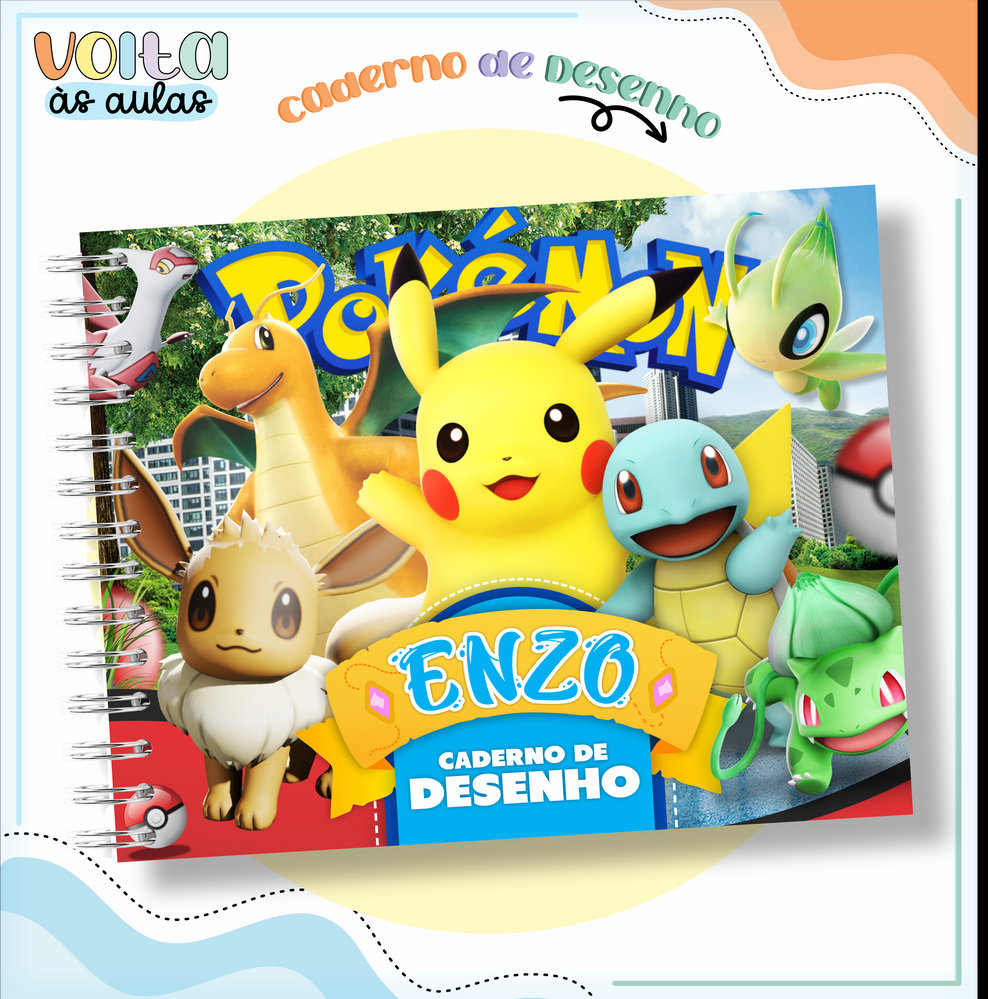 Volta
às aulas
caderno de Desenho
POKÉMON
ENZO
CADERNO DE
DESENHO